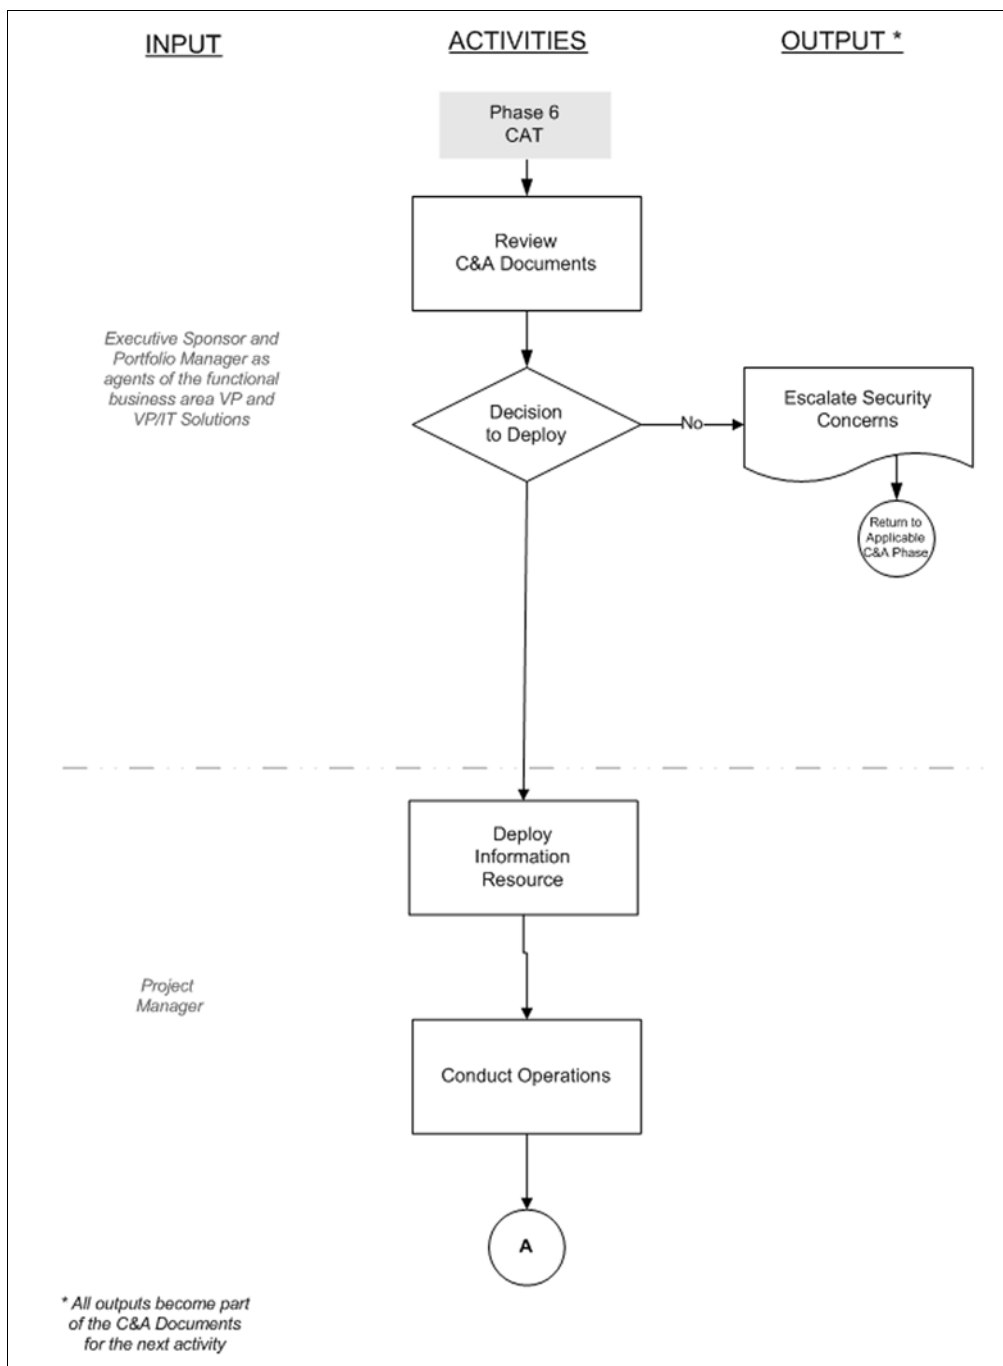 INPUT
ACTIVITIES
OUTPUT *
Phase 6
CAT
Review
C&A Documents
Executive Sponsor and
Portfolio Manager as
agents of the functional
business area VP and
VP/IT Solutions
Decision
to Deploy
No
Escalate Security
Concerns
Return to
Applicable
C&A Phase
Deploy
Information
Resource
Project
Manager
Conduct Operations
A
* All outputs become part
of the C&A Documents
for the next activity